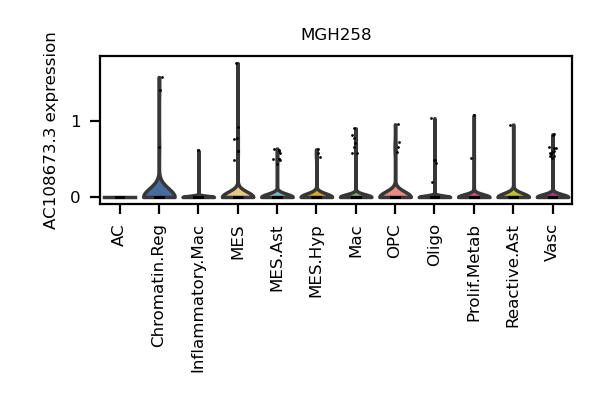 MGH258
AC108673.3 expression
1
0
AC
Chromatin.Reg
Inflammatory.Mac
MES
MES.Ast
MES.Hyp
Mac
OPC
Oligo
Prolif.Metab
Reactive.Ast
Vasc